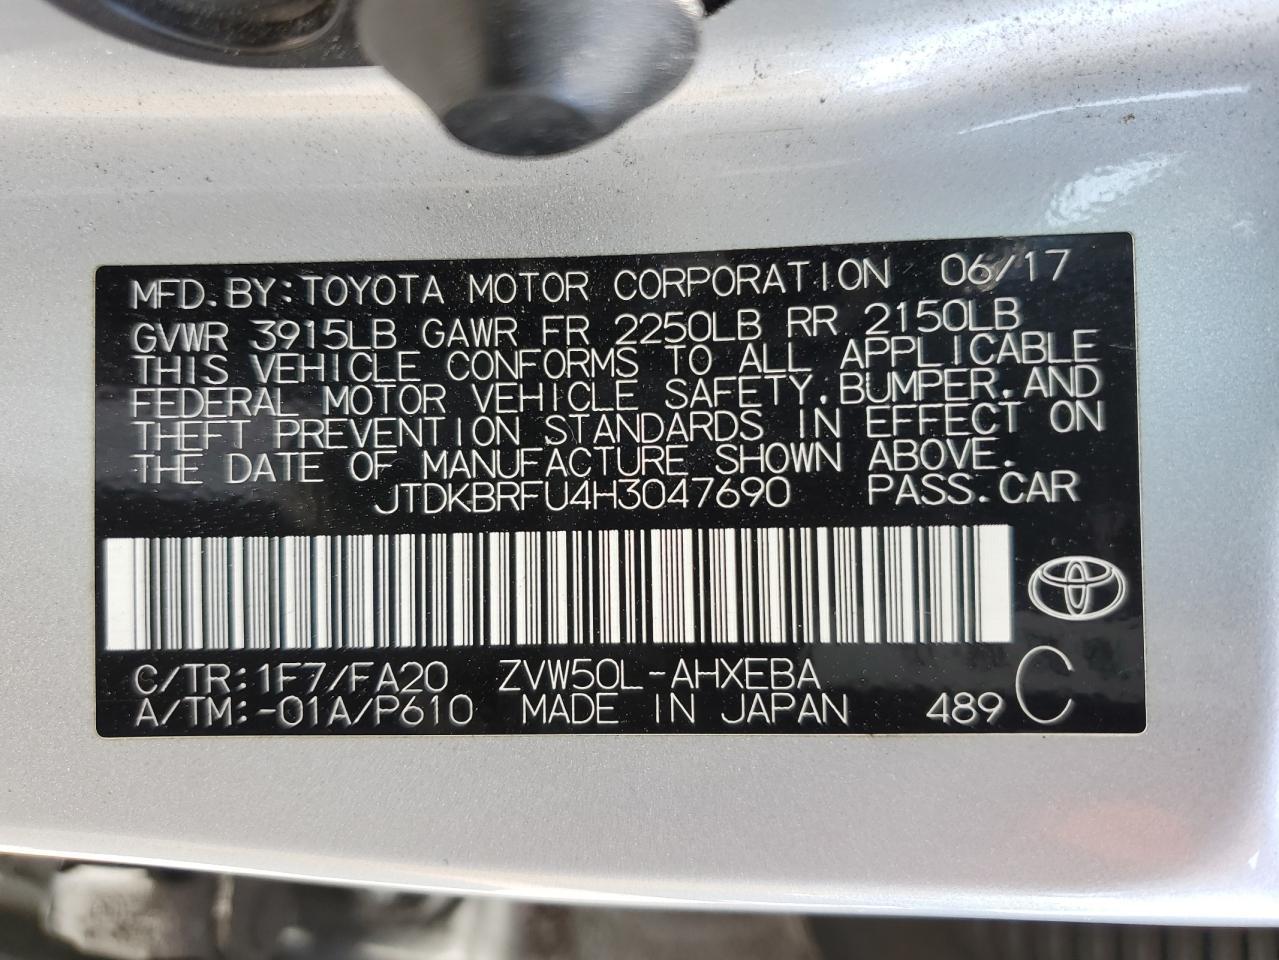 MFD.BY:TOYOTA MOTOR CORPORATION 06/17
GVWR 3915LB GAWR FR 2250LB RR 2150LB
THIS VEHICLE CONFORMS TO ALL APPLICABLE
FEDERAL MOTOR VEHICLE SAFETY,BUMPER,AND
THEFT PREVENTION STANDARDS IN EFFECT ON
THE DATE OF MANUFACTURE SHOWN ABOVE.
JTDKBRFU4H3047690 PASS.CAR
C/TR:1F7/FA20 ZVW50L-AHXEBA
A/TM:-01A/P610 MADE IN JAPAN 489 C